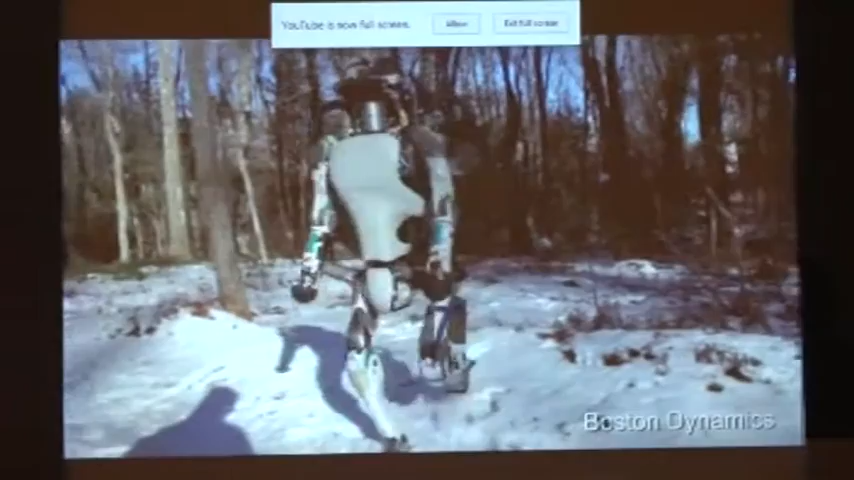 YouTube is now full screen.
Allow
Exit full screen
Boston Dynamics